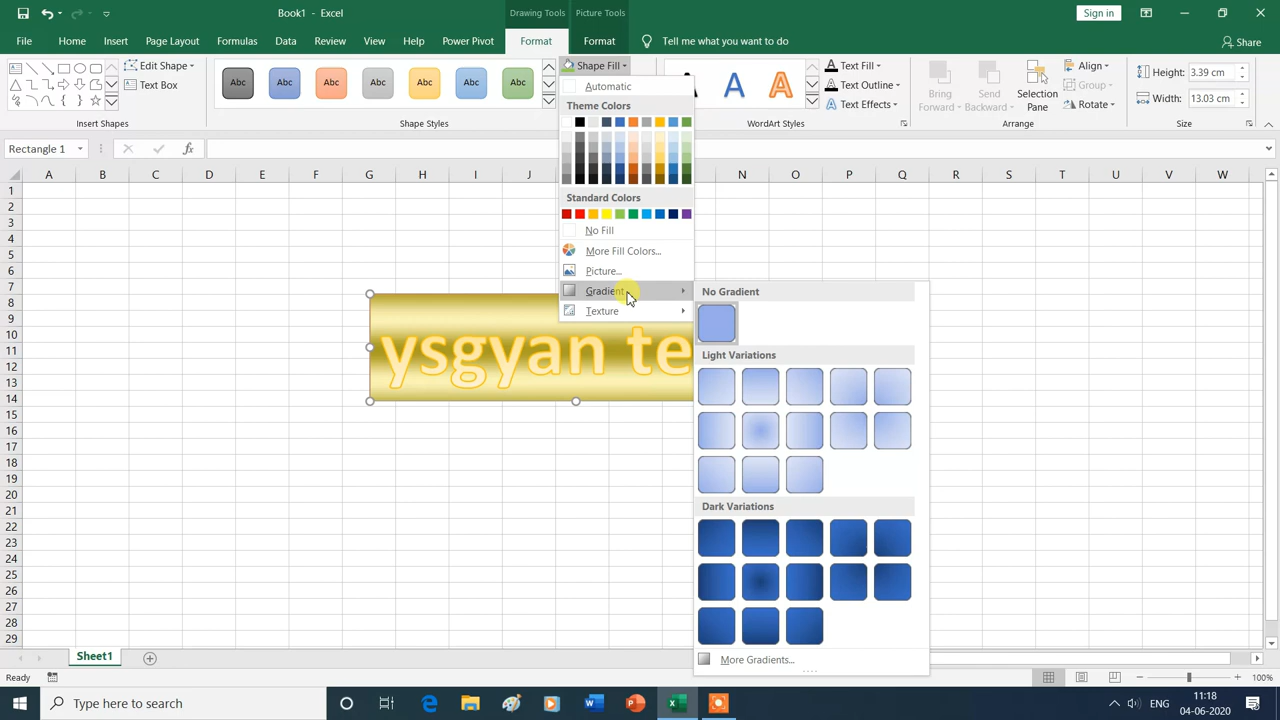 Book1 - Excel
Drawing Tools
Picture Tools
Sign in
File
Home
Insert
Page Layout
Formulas
Data
Review
View
Help
Power Pivot
Format
Format
Tell me what you want to do
Share
Edit Shape
Text Box
Insert Shapes
Abc Abc Abc Abc Abc Abc Abc
Shape Styles
Shape Fill
A A A
Text Fill
Text Outline
Text Effects
WordArt Styles
Bring Forward
Send Backward
Selection Pane
Align
Group
Rotate
Arrange
Height: 3.39 cm
Width: 13.03 cm
Size
Rectangle 1
fx
Automatic
Theme Colors
Standard Colors
No Fill
More Fill Colors...
Picture...
Gradient
Texture
No Gradient
Light Variations
Dark Variations
More Gradients...
A B C D E F G H I J N O P Q R S T U V W
1
2
3
4
5
6
7
8
9
10
11
12
13
14
15
16
17
18
19
20
21
22
23
24
25
26
27
28
29
ysgyan te
Sheet1
Ready
100%
Type here to search
ENG
11:18
04-06-2020